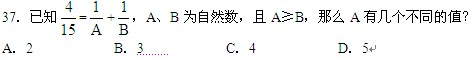 37. 已知 4/15 = 1/A + 1/B，A、B 为自然数，且 A≥B，那么 A 有几个不同的值?
A. 2 B. 3 C. 4 D. 5